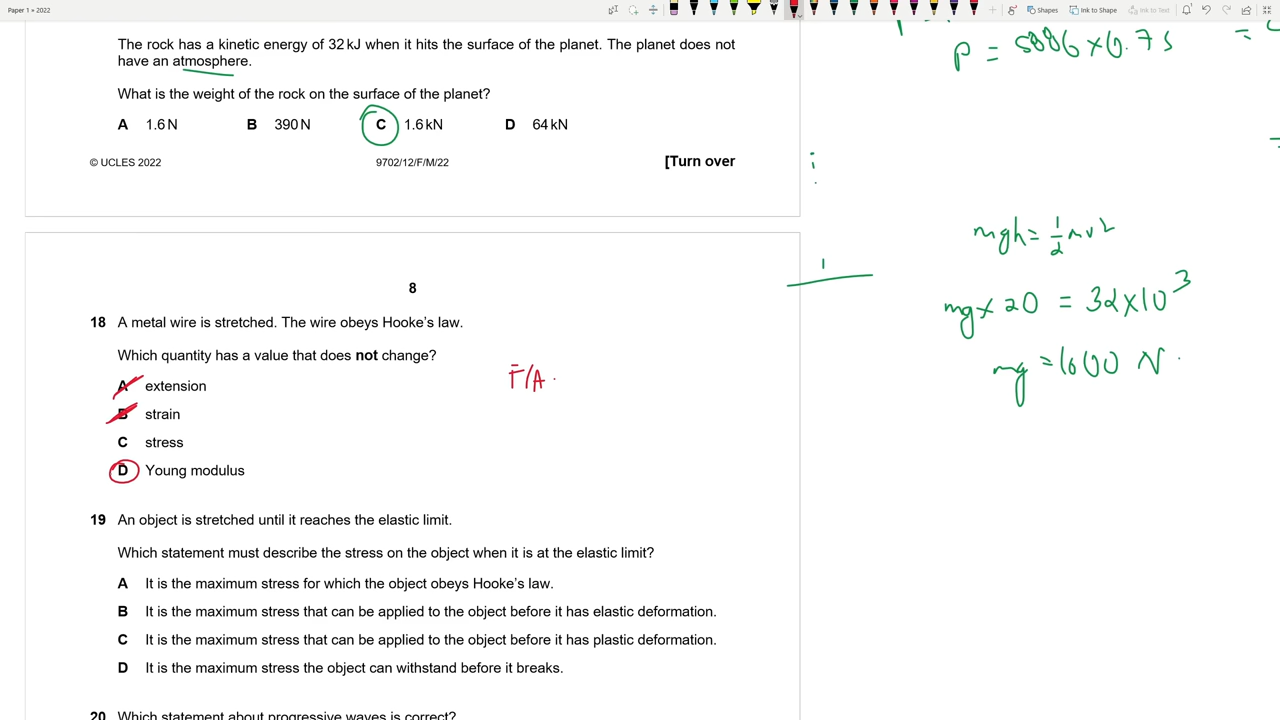 Paper 1 » 2022
Shapes
Ink to Shape
Ink to Text
The rock has a kinetic energy of 32 kJ when it hits the surface of the planet. The planet does not
have an atmosphere.
What is the weight of the rock on the surface of the planet?
A 1.6 N B 390 N C 1.6 kN D 64 kN
© UCLES 2022 9702/12/F/M/22 [Turn over
P = 5886 × 0.75 =
mgh = 1/2 mv²
mg × 20 = 32 × 10³
mg = 1600 N
8
18 A metal wire is stretched. The wire obeys Hooke's law.
Which quantity has a value that does not change?
A extension
B strain
C stress
D Young modulus
F/A
19 An object is stretched until it reaches the elastic limit.
Which statement must describe the stress on the object when it is at the elastic limit?
A It is the maximum stress for which the object obeys Hooke's law.
B It is the maximum stress that can be applied to the object before it has elastic deformation.
C It is the maximum stress that can be applied to the object before it has plastic deformation.
D It is the maximum stress the object can withstand before it breaks.
20 Which statement about progressive waves is correct?